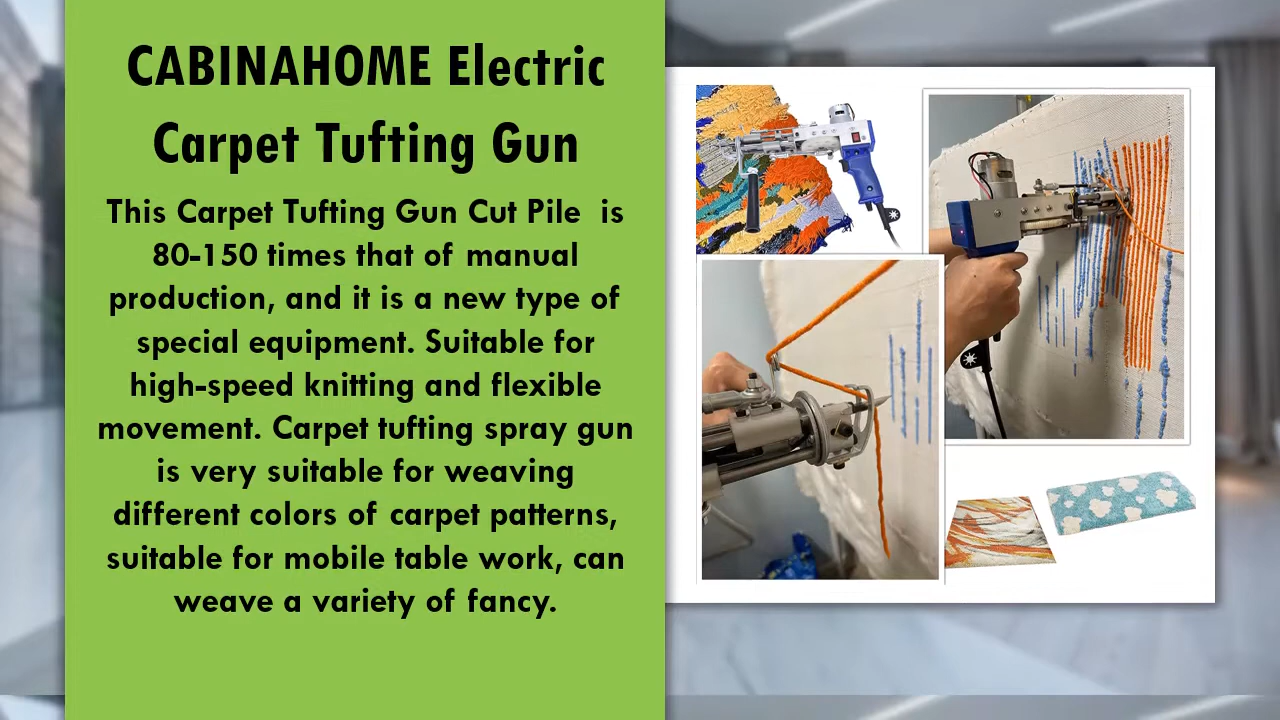 CABINAHOME Electric
Carpet Tufting Gun
This Carpet Tufting Gun Cut Pile  is
80-150 times that of manual
production, and it is a new type of
special equipment. Suitable for
high-speed knitting and flexible
movement. Carpet tufting spray gun
is very suitable for weaving
different colors of carpet patterns,
suitable for mobile table work, can
weave a variety of fancy.